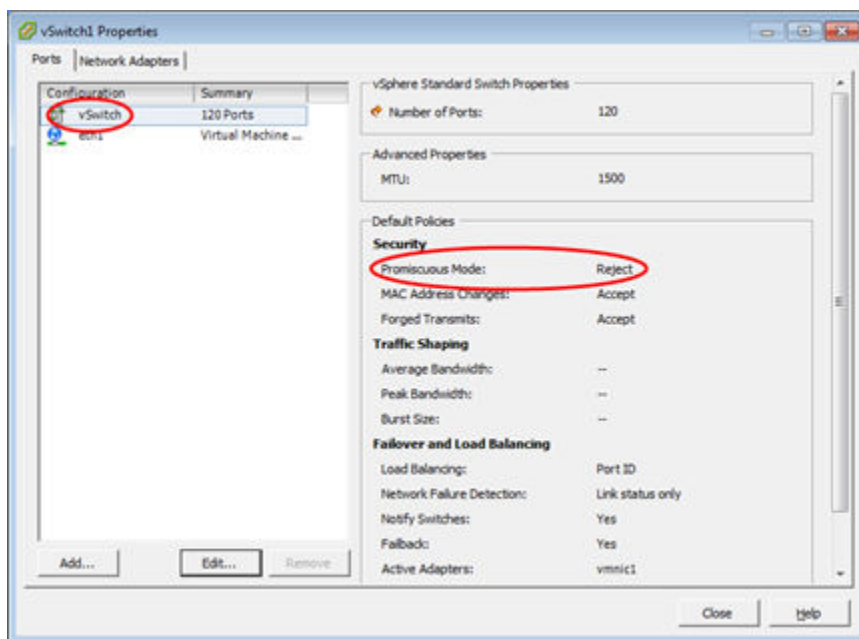 vSwitch1 Properties
Ports Network Adapters
Configuration Summary
vSwitch 120 Ports
eth1 Virtual Machine ...
Add... Edit... Remove
vSphere Standard Switch Properties
Number of Ports: 120
Advanced Properties
MTU: 1500
Default Policies
Security
Promiscuous Mode: Reject
MAC Address Changes: Accept
Forged Transmits: Accept
Traffic Shaping
Average Bandwidth: --
Peak Bandwidth: --
Burst Size: --
Failover and Load Balancing
Load Balancing: Port ID
Network Failure Detection: Link status only
Notify Switches: Yes
Failback: Yes
Active Adapters: vmnic1
Close Help